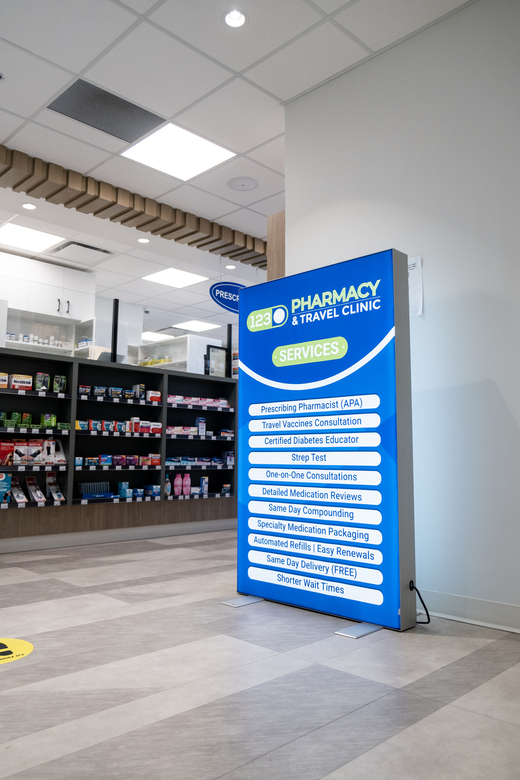 PRESCR
123
PHARMACY
& TRAVEL CLINIC
SERVICES
Prescribing Pharmacist (APA)
Travel Vaccines Consultation
Certified Diabetes Educator
Strep Test
One-on-One Consultations
Detailed Medication Reviews
Same Day Compounding
Specialty Medication Packaging
Automated Refills | Easy Renewals
Same Day Delivery (FREE)
Shorter Wait Times